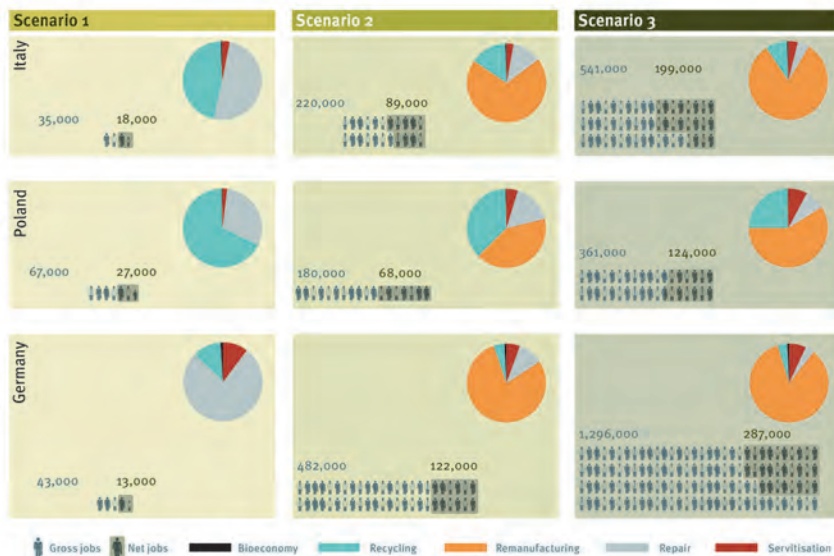 Scenario 1 Scenario 2 Scenario 3
Italy
35,000 18,000
220,000 89,000
541,000 199,000
Poland
67,000 27,000
180,000 68,000
361,000 124,000
Germany
43,000 13,000
482,000 122,000
1,296,000 287,000
Gross jobs Net jobs Bioeconomy Recycling Remanufacturing Repair Servitisation